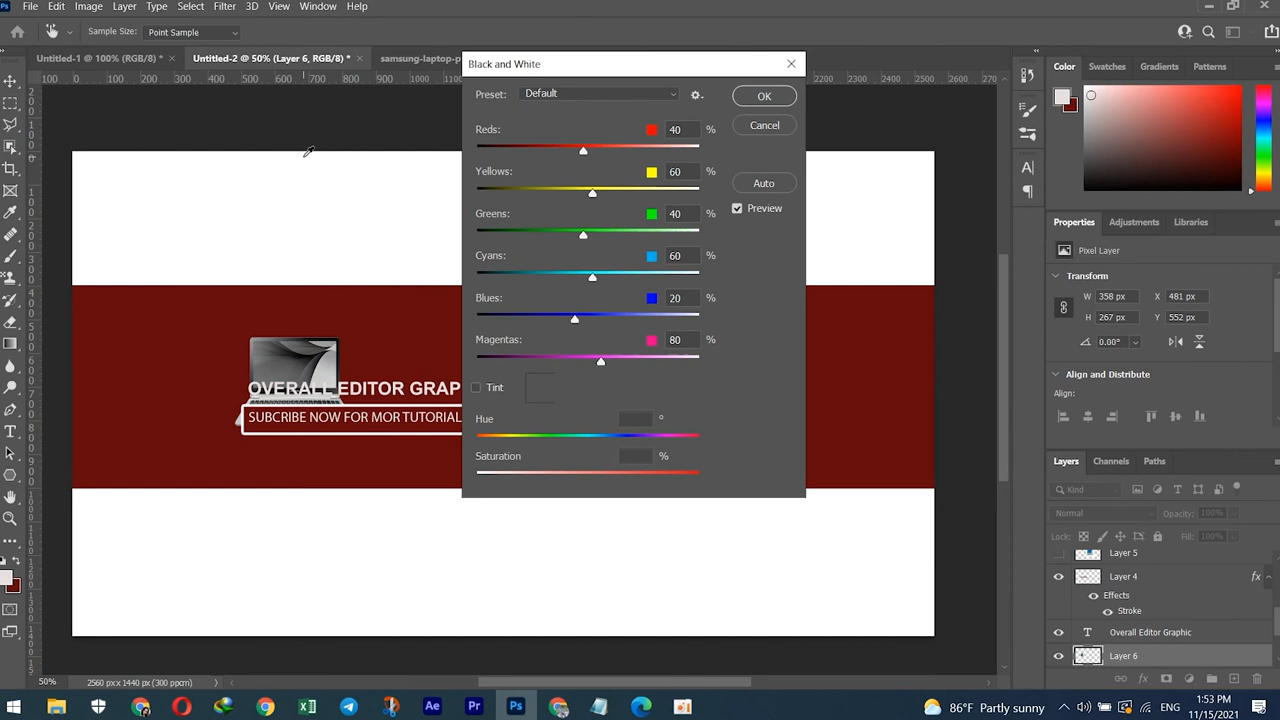 File Edit Image Layer Type Select Filter 3D View Window Help
Sample Size: Point Sample
Untitled-1 @ 100% (RGB/8) * × Untitled-2 @ 50% (Layer 6, RGB/8) * × samsung-laptop-p
Black and White
Preset: Default
OK
Cancel
Auto
Preview
Reds: 40 %
Yellows: 60 %
Greens: 40 %
Cyans: 60 %
Blues: 20 %
Magentas: 80 %
Tint
Hue °
Saturation %
OVERALL EDITOR GRAP
SUBCRIBE NOW FOR MOR TUTORIAL
Color Swatches Gradients Patterns
Properties Adjustments Libraries
Pixel Layer
Transform
W 358 px X 481 px
H 267 px Y 552 px
0.00°
Align and Distribute
Layers Channels Paths
Kind
Normal Opacity: 100%
Lock: Fill: 100%
Layer 5
Layer 4 fx
Effects
Stroke
T Overall Editor Graphic
Layer 6
50% 2560 px x 1440 px (300 ppcm)
86°F Partly sunny ENG 1:53 PM
11/15/2021